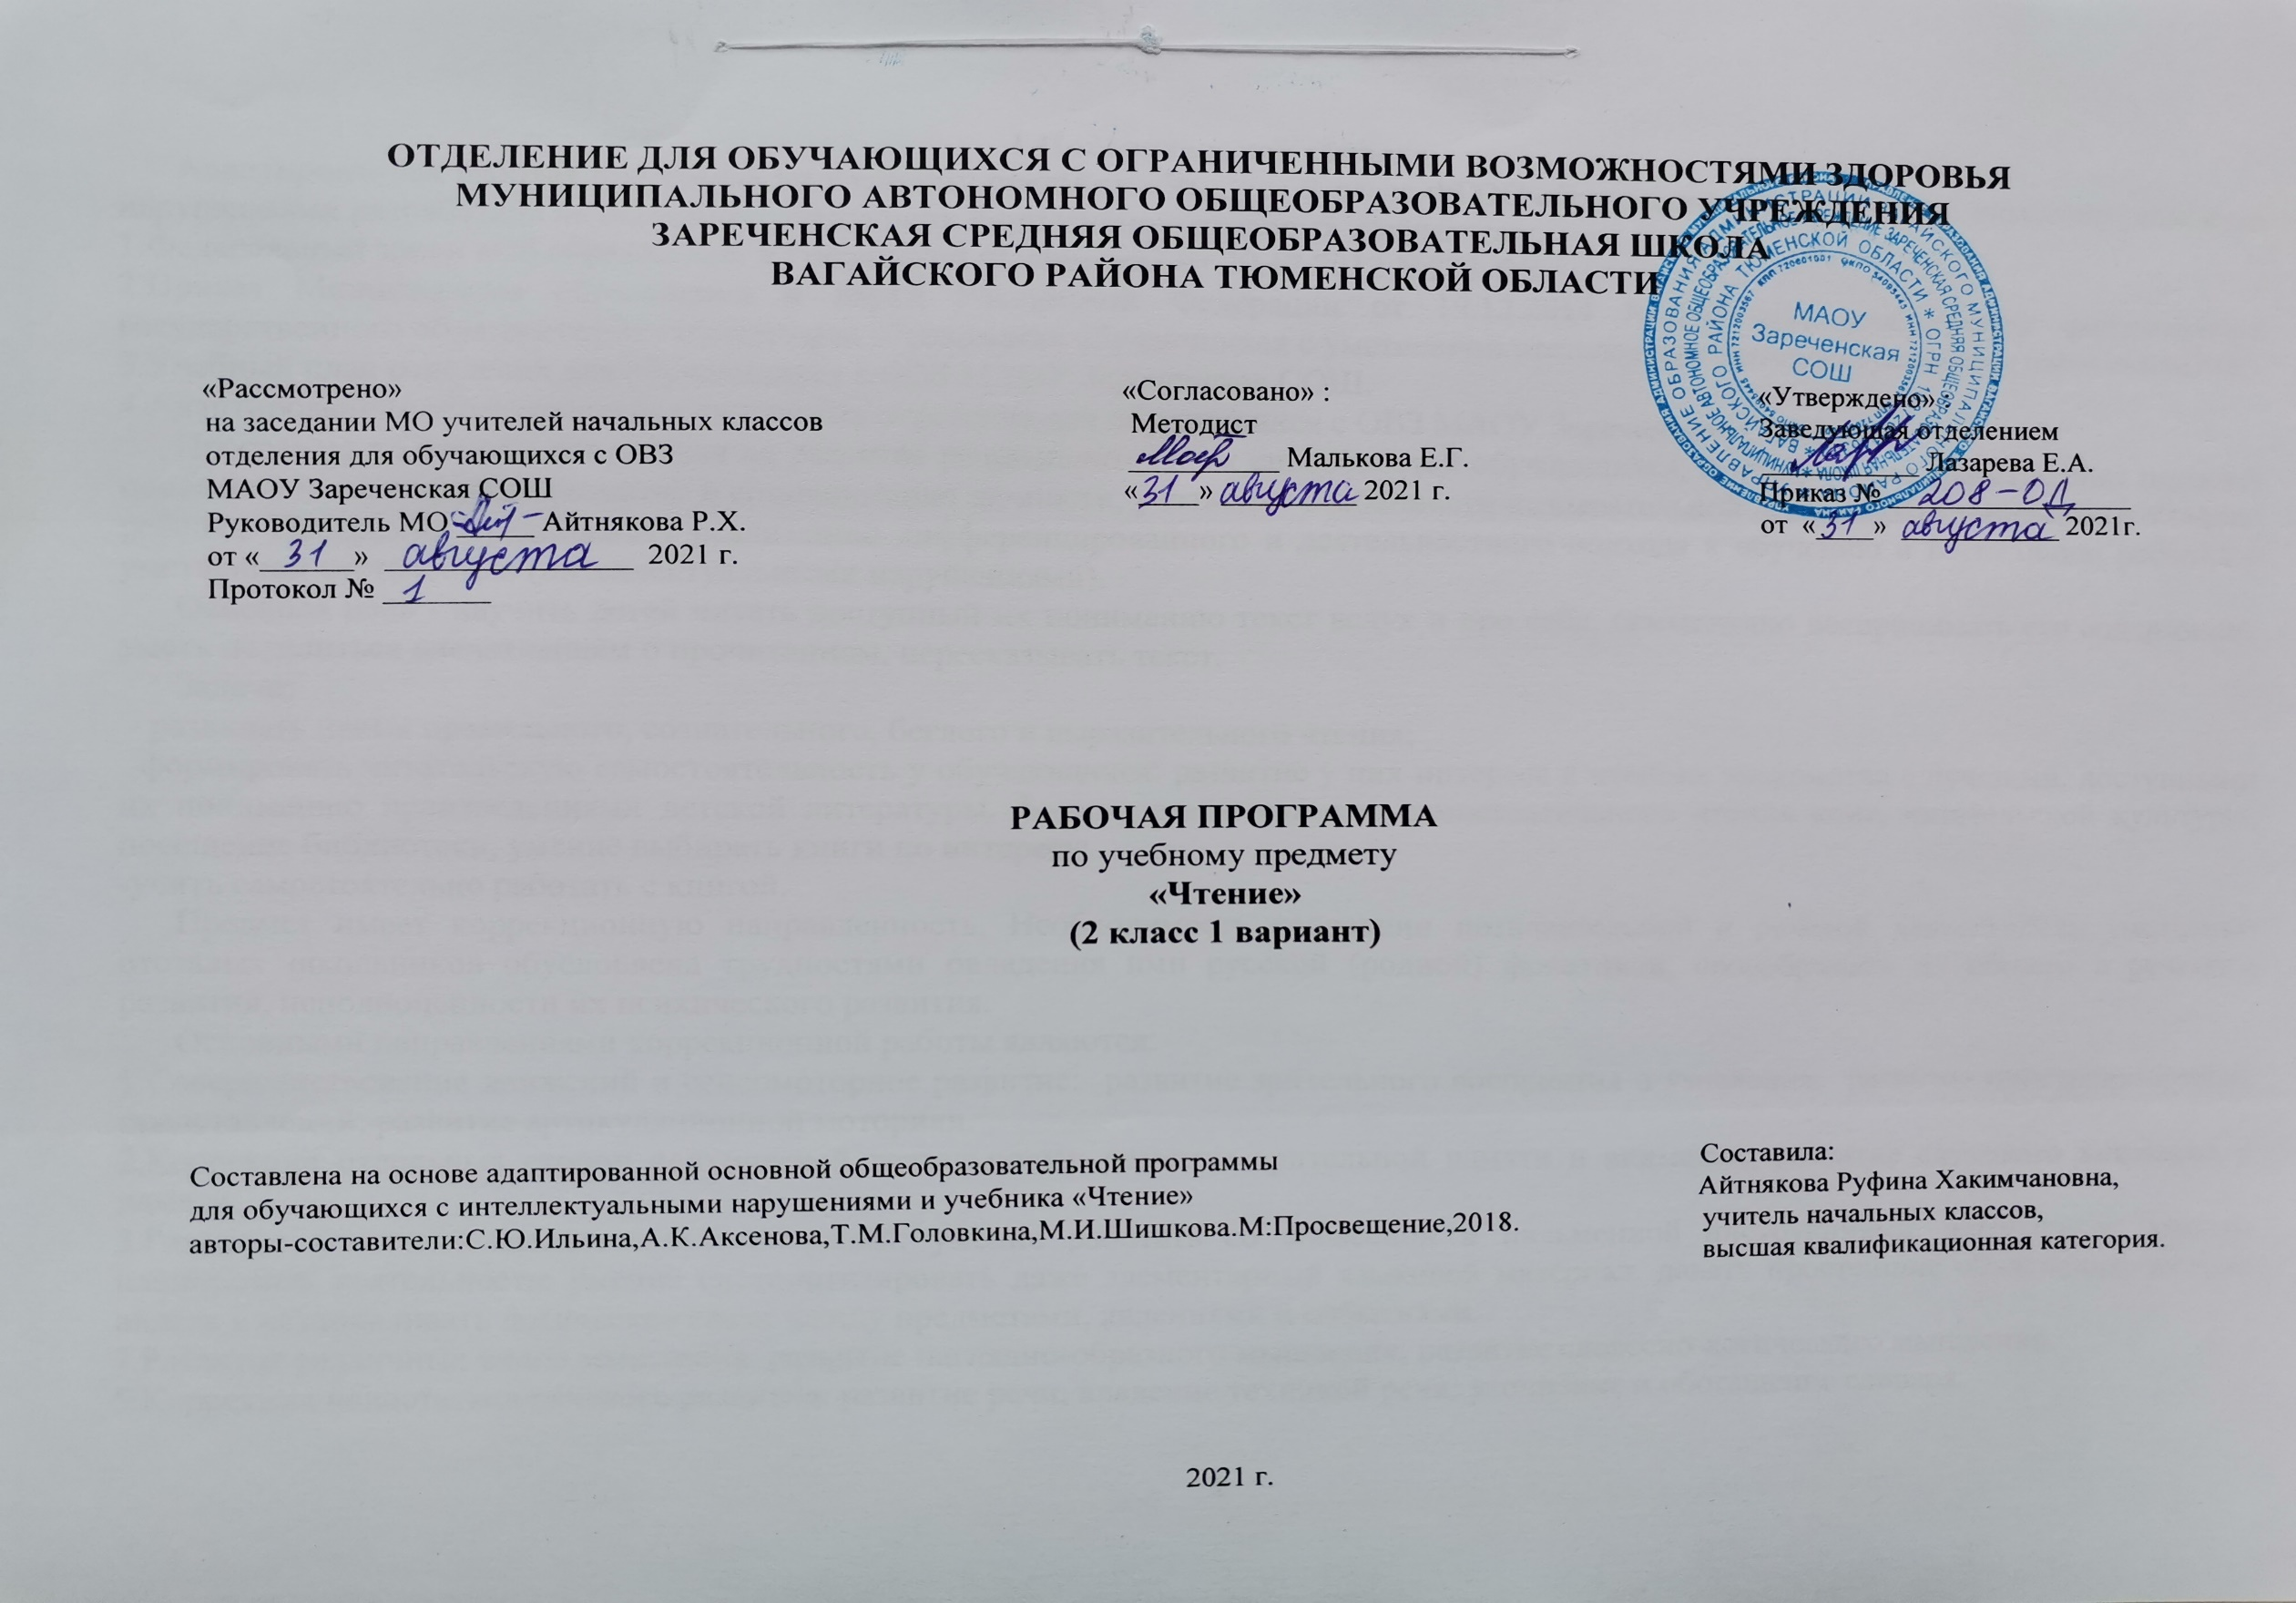 ОТДЕЛЕНИЕ ДЛЯ ОБУЧАЮЩИХСЯ С ОГРАНИЧЕННЫМИ ВОЗМОЖНОСТЯМИ ЗДОРОВЬЯ
МУНИЦИПАЛЬНОГО АВТОНОМНОГО ОБЩЕОБРАЗОВАТЕЛЬНОГО УЧРЕЖДЕНИЯ
ЗАРЕЧЕНСКАЯ СРЕДНЯЯ ОБЩЕОБРАЗОВАТЕЛЬНАЯ ШКОЛА
ВАГАЙСКОГО РАЙОНА ТЮМЕНСКОЙ ОБЛАСТИ
«Рассмотрено»
на заседании МО учителей начальных классов
отделения для обучающихся с ОВЗ
МАОУ Зареченская СОШ
Руководитель МО Айтнякова Р.Х.
от « 31 » августа 2021 г.
Протокол № 1
«Согласовано» :
Методист
Малькова Е.Г.
«31» августа 2021 г.
МАОУ
Зареченская
СОШ
«Утверждено» :
Заведующая отделением
Лазарева Е.А.
Приказ № 208-ОД
от «31» августа 2021г.
РАБОЧАЯ ПРОГРАММА
по учебному предмету
«Чтение»
(2 класс 1 вариант)
Составлена на основе адаптированной основной общеобразовательной программы
для обучающихся с интеллектуальными нарушениями и учебника «Чтение»
авторы-составители:С.Ю.Ильина,А.К.Аксенова,Т.М.Головкина,М.И.Шишкова.М:Просвещение,2018.
Составила:
Айтнякова Руфина Хакимчановна,
учитель начальных классов,
высшая квалификационная категория.
2021 г.